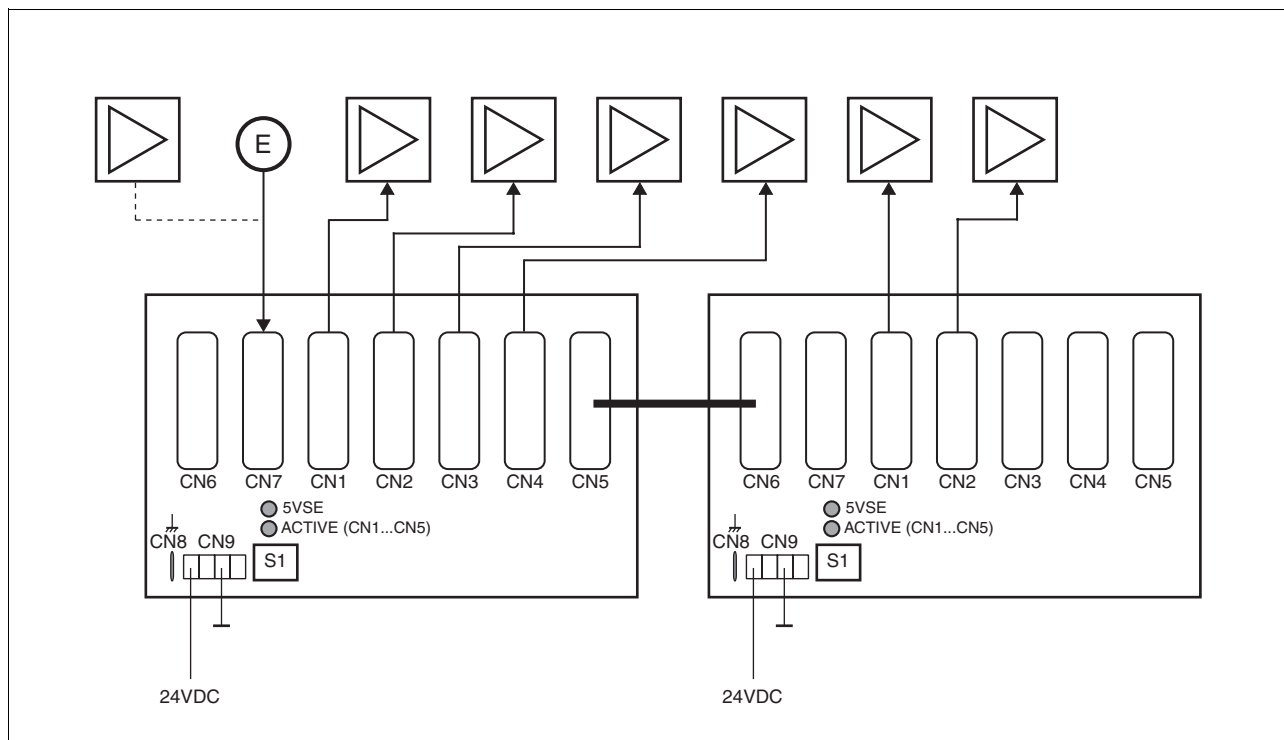 E
CN6 CN7 CN1 CN2 CN3 CN4 CN5
5VSE
ACTIVE (CN1...CN5)
CN8 CN9
S1
24VDC
CN6 CN7 CN1 CN2 CN3 CN4 CN5
5VSE
ACTIVE (CN1...CN5)
CN8 CN9
S1
24VDC